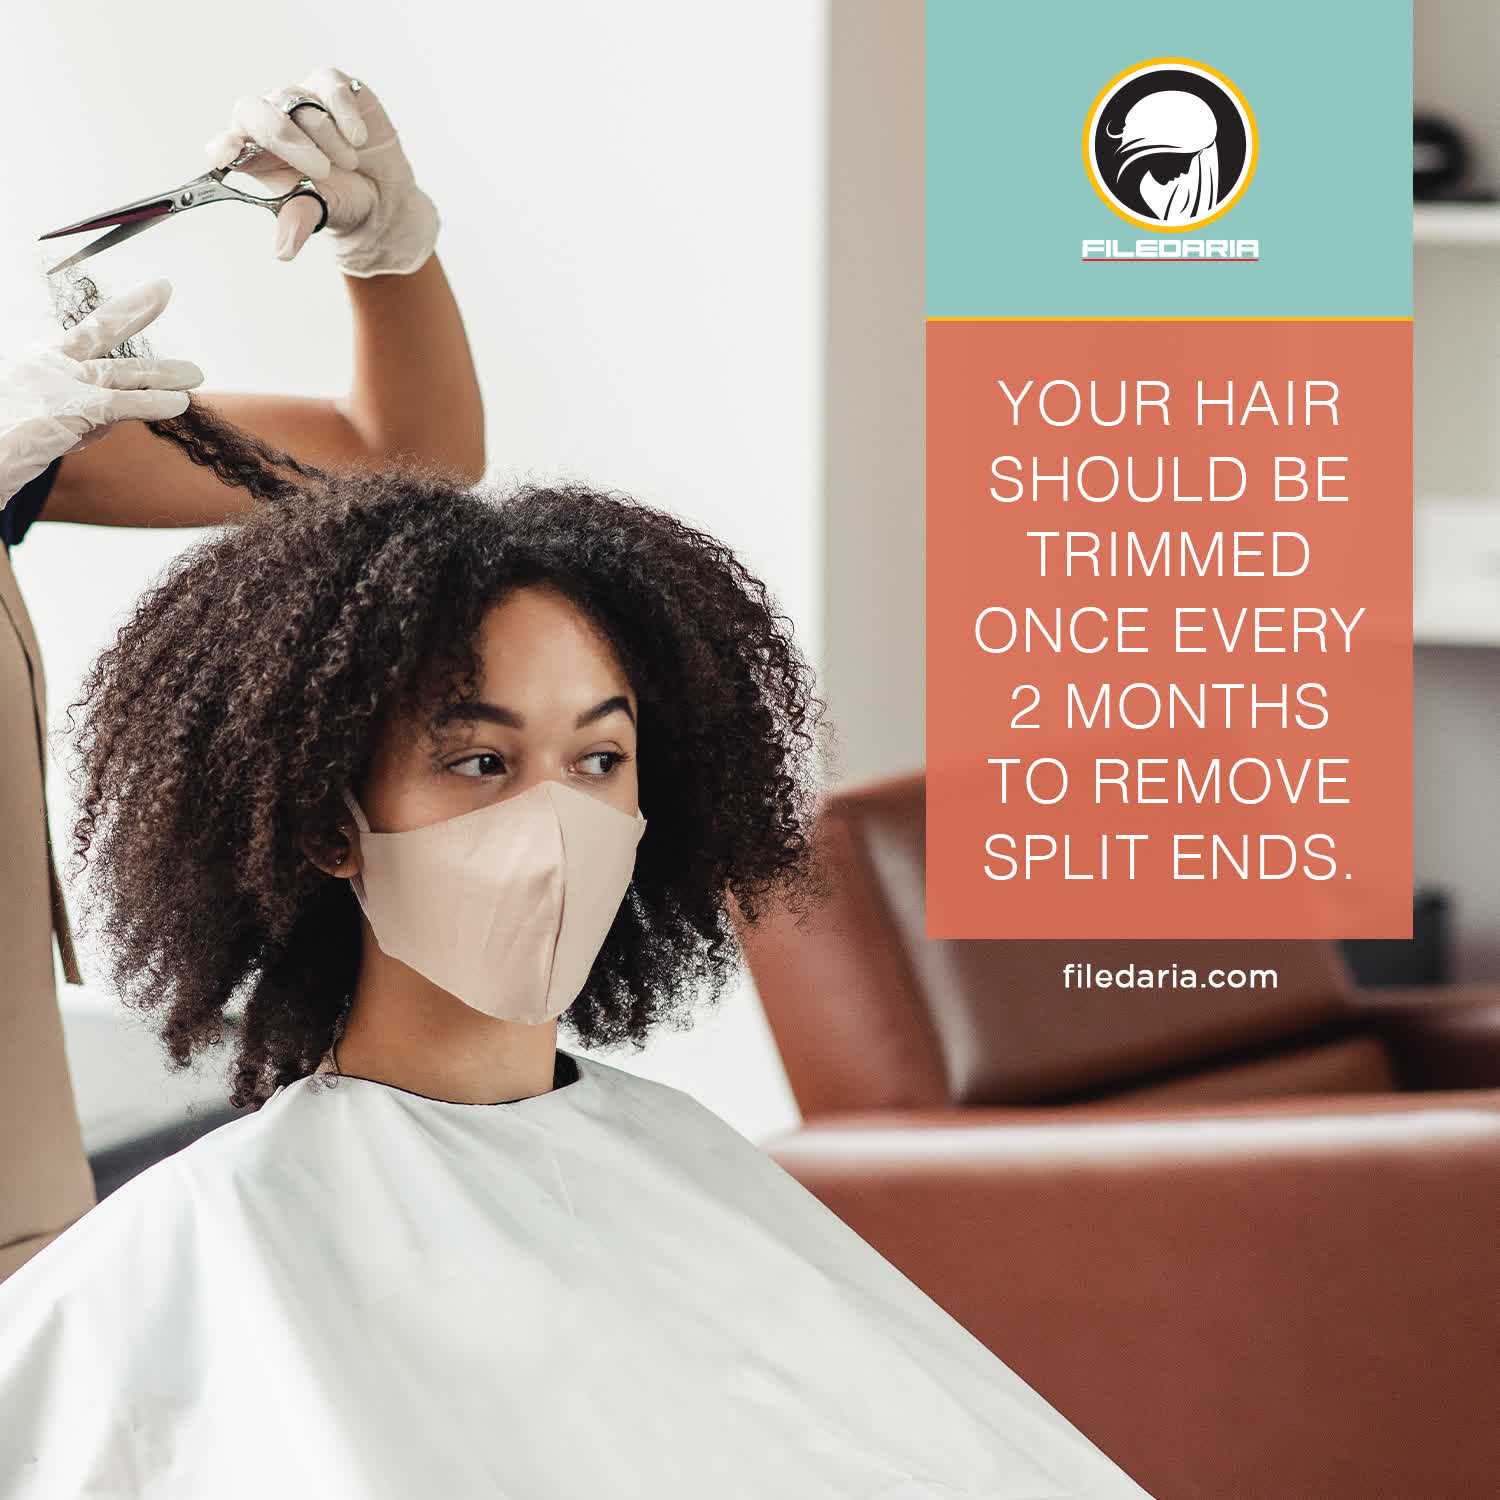 FILEDARIA
YOUR HAIR
SHOULD BE
TRIMMED
ONCE EVERY
2 MONTHS
TO REMOVE
SPLIT ENDS.
filedaria.com